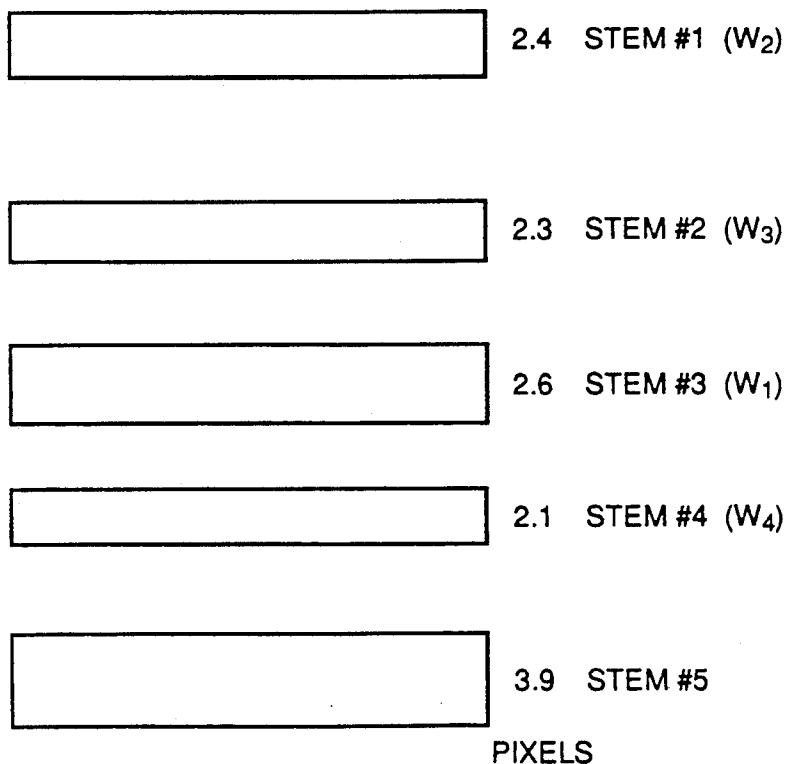 2.4 STEM #1 (W2)
2.3 STEM #2 (W3)
2.6 STEM #3 (W1)
2.1 STEM #4 (W4)
3.9 STEM #5
PIXELS